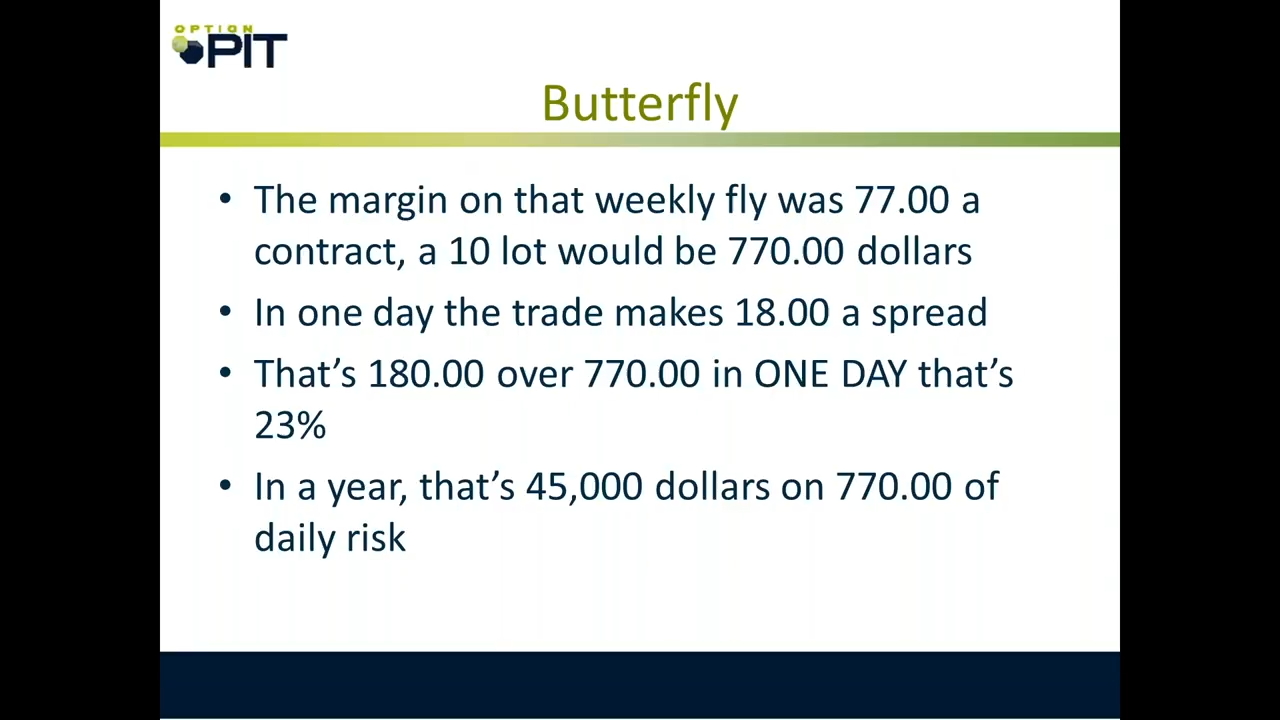 OPTION
PIT
Butterfly
• The margin on that weekly fly was 77.00 a
contract, a 10 lot would be 770.00 dollars
• In one day the trade makes 18.00 a spread
• That’s 180.00 over 770.00 in ONE DAY that’s
23%
• In a year, that’s 45,000 dollars on 770.00 of
daily risk